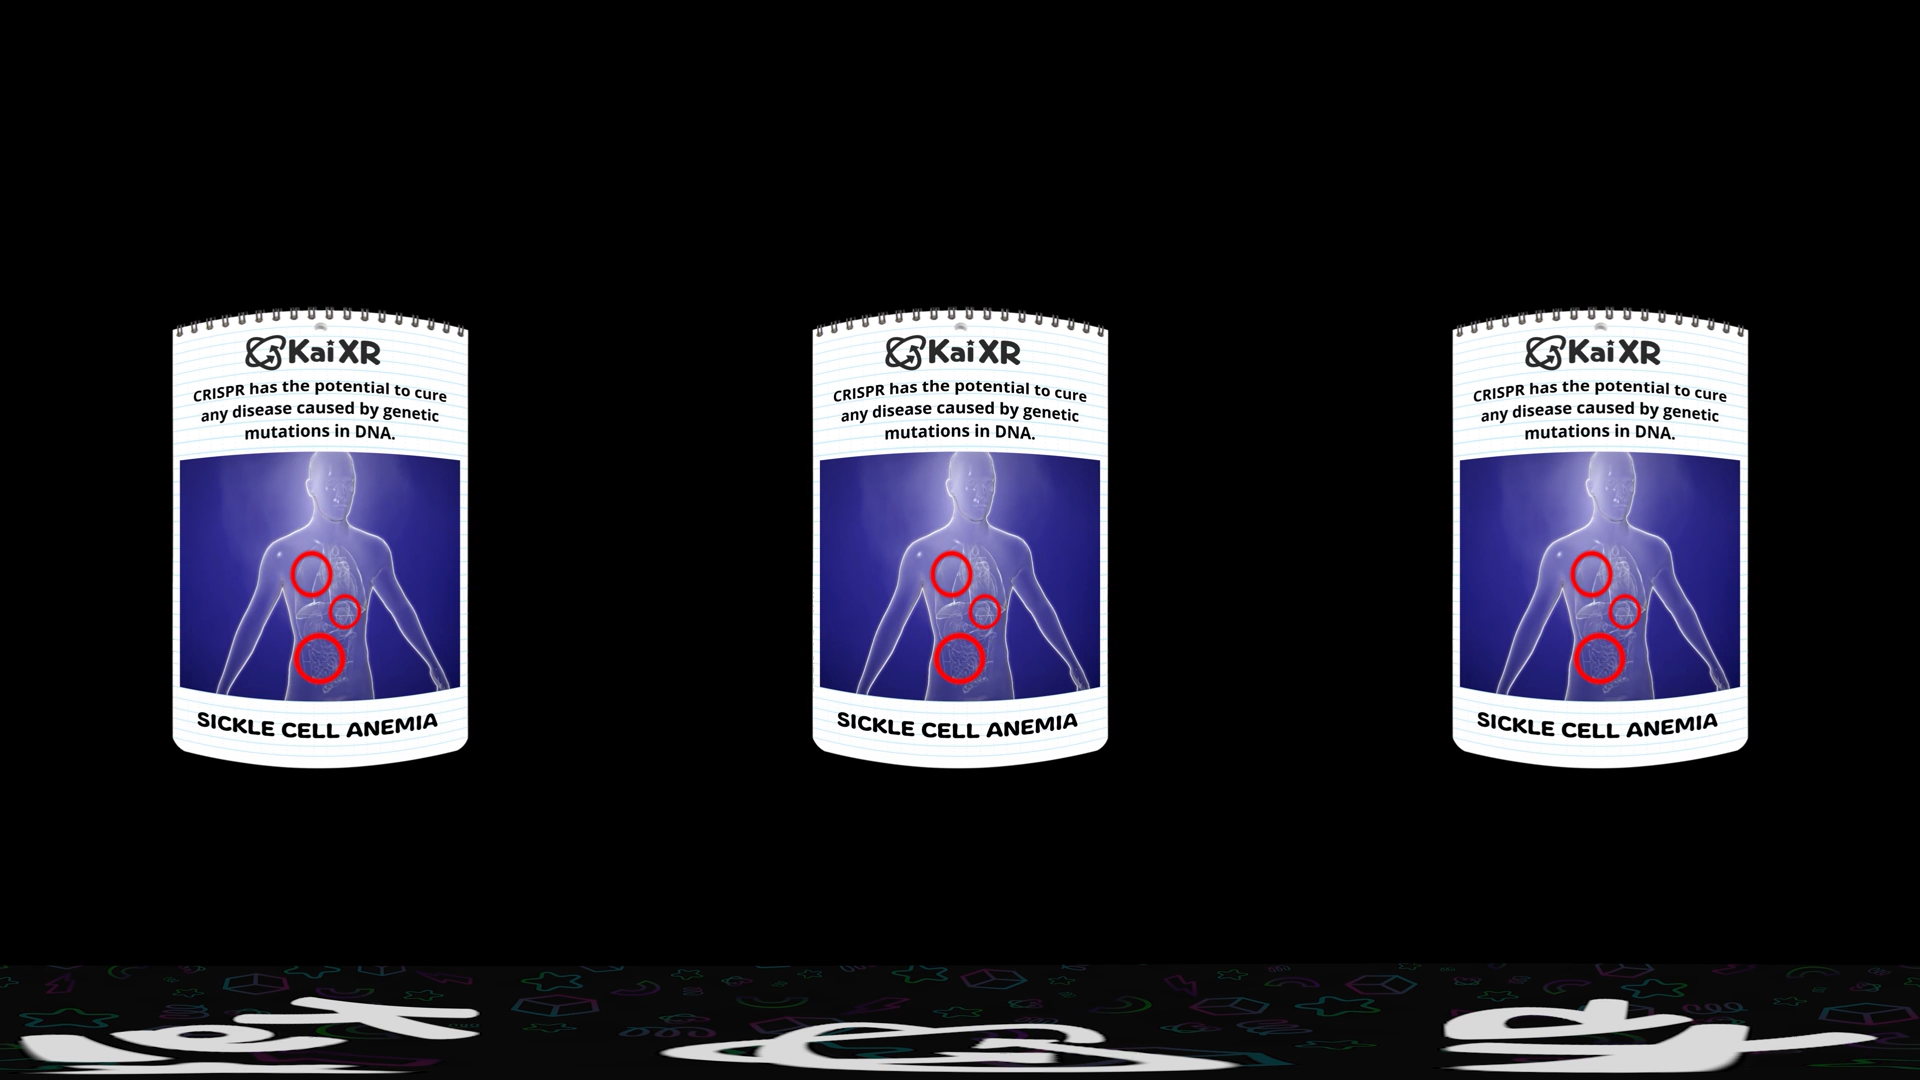 Kai XR
CRISPR has the potential to cure
any disease caused by genetic
mutations in DNA.
SICKLE CELL ANEMIA
Kai XR
CRISPR has the potential to cure
any disease caused by genetic
mutations in DNA.
SICKLE CELL ANEMIA
Kai XR
CRISPR has the potential to cure
any disease caused by genetic
mutations in DNA.
SICKLE CELL ANEMIA